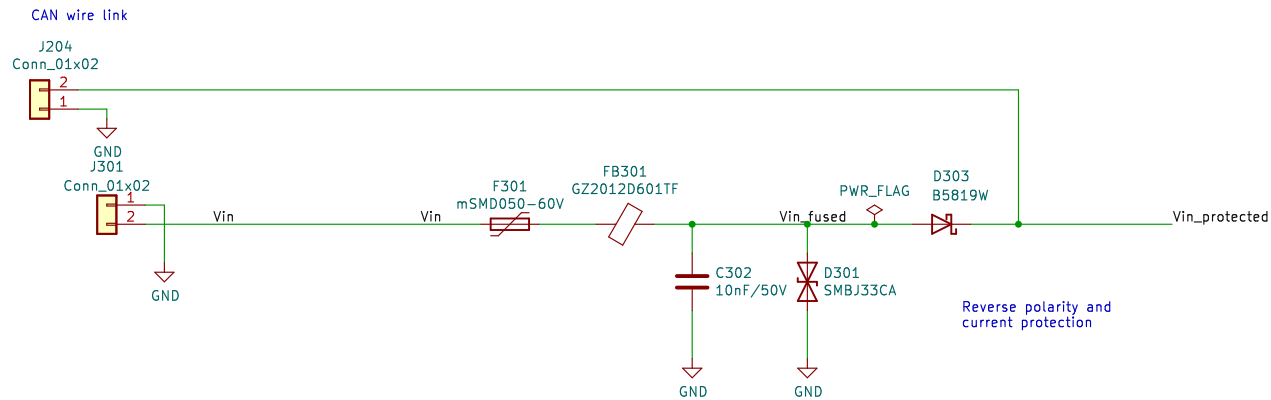 CAN wire link
J204
Conn_01x02
2
1
GND
J301
Conn_01x02
1
2
GND
Vin
Vin
F301
mSMD050-60V
FB301
GZ2012D601TF
Vin_fused
PWR_FLAG
D303
B5819W
Vin_protected
C302
10nF/50V
D301
SMBJ33CA
GND
GND
Reverse polarity and
current protection